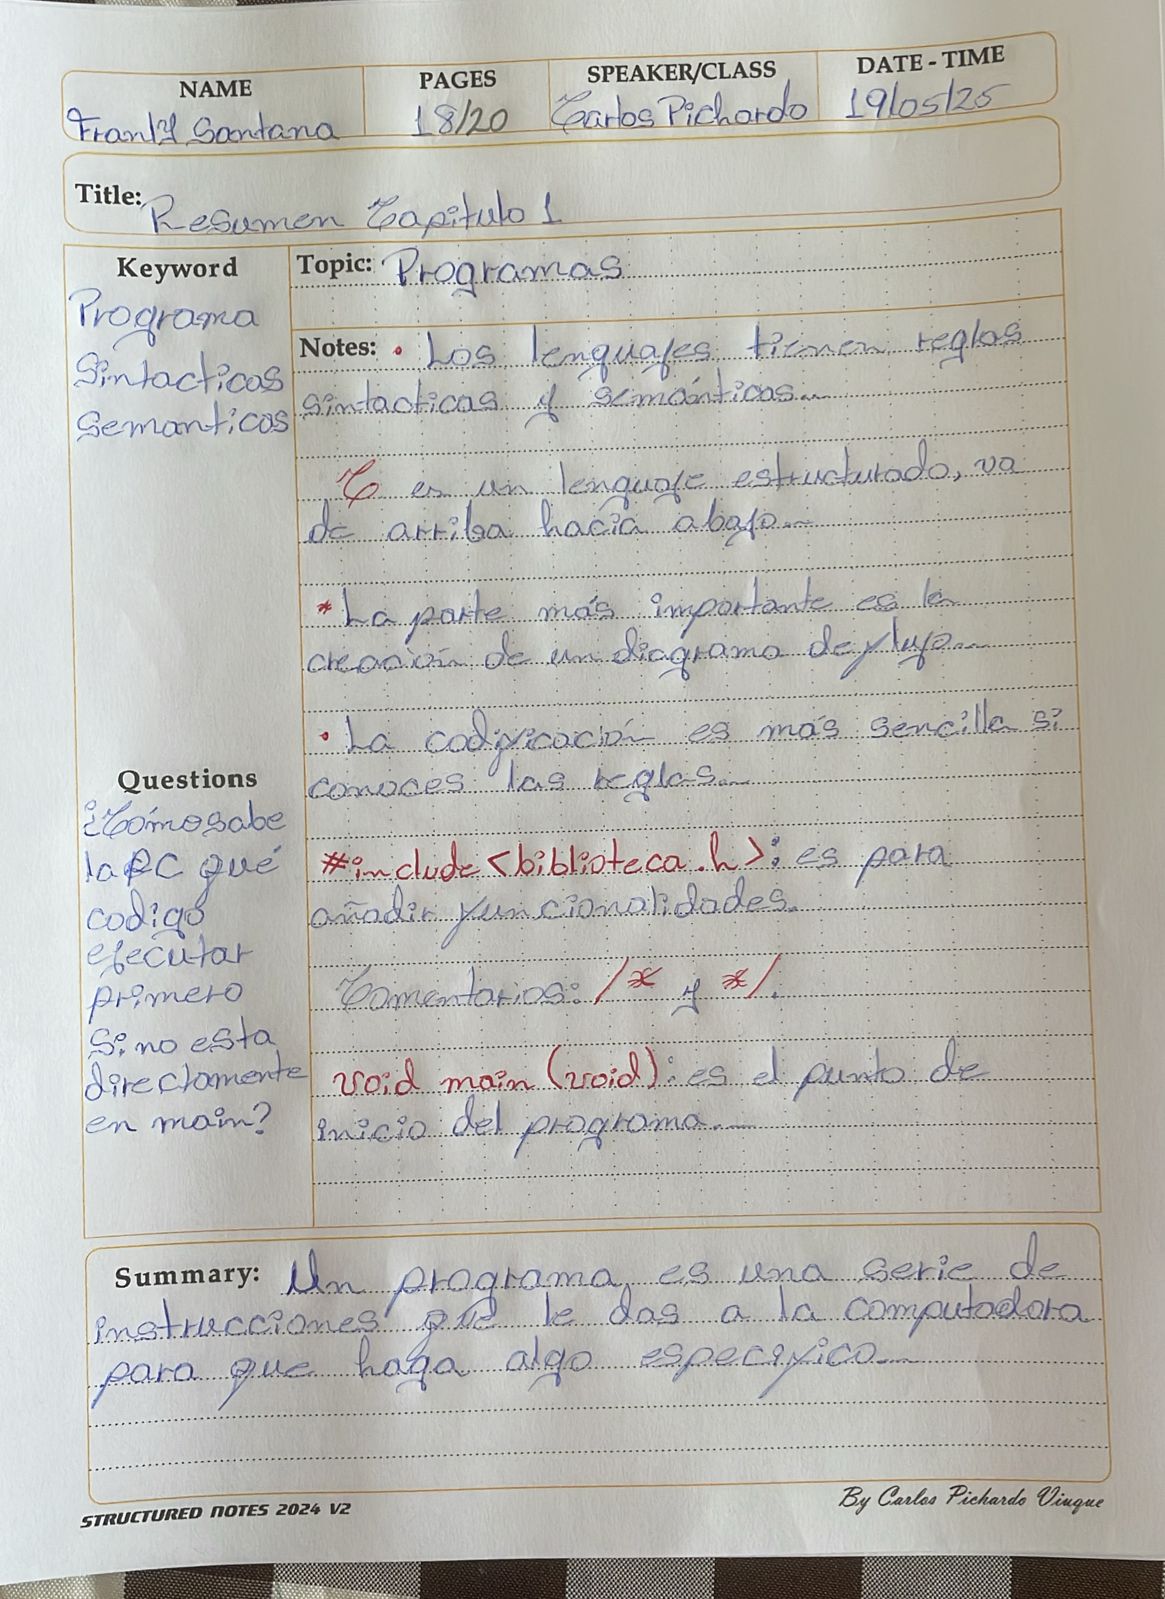 NAME PAGES SPEAKER/CLASS DATE - TIME
Franly Santana 18/20 Carlos Pichardo 19/05/25
Title: Resumen Capitulo 1
Keyword
Programa
Sintacticas
Semanticas
Topic: Programas
Notes: • Los lenguajes tienen reglas
sintacticas y semánticas...
C es un lenguaje estructurado, va
de arriba hacia abajo...
* La parte más importante es la
creación de un diagrama de flujo...
• La codificación es más sencilla si
conoces las reglas...
#include <biblioteca.h>: es para
añadir funcionalidades.
Comentarios: /* y */.
void main (void): es el punto de
inicio del programa...
Questions
¿Cómo sabe
la PC qué
codigo
ejecutar
primero
si no esta
directamente
en main?
Summary: Un programa es una serie de
instrucciones que le das a la computadora
para que haga algo especifico...
STRUCTURED NOTES 2024 V2
By Carlos Pichardo Viuque